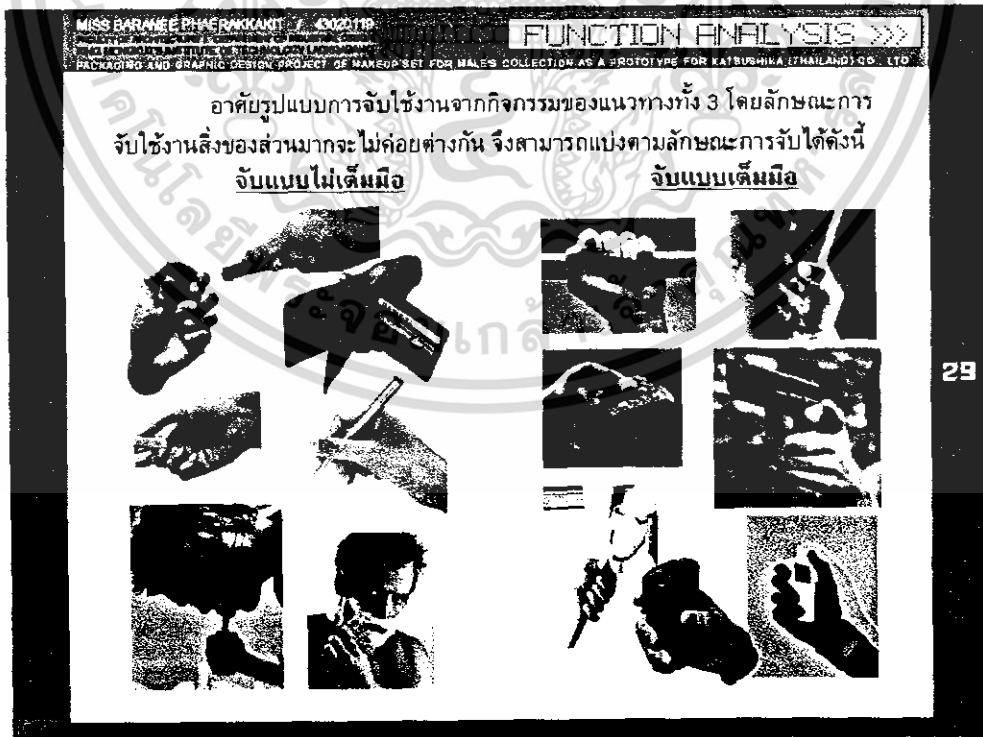 MISS BARANEE PHAERAKKAKIT / 43020119
FUNCTION ANALYSIS >>>
PACKAGING AND GRAPHIC DESIGN PROJECT OF MAKEUP SET FOR MALE'S COLLECTION AS A PROTOTYPE FOR KATSUSHIKA (THAILAND) CO., LTD
อาศัยรูปแบบการจับใช้งานจากกิจกรรมของแนวทางทั้ง 3 โดยลักษณะการ
จับใช้งานสิ่งของส่วนมากจะไม่ค่อยต่างกัน จึงสามารถแบ่งตามลักษณะการจับได้ดังนี้
จับแบบไม่เต็มมือ
จับแบบเต็มมือ
29